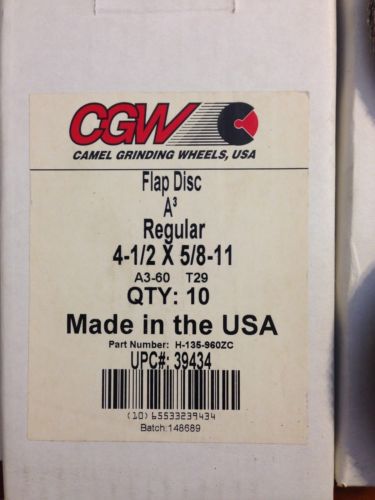 CGW
CAMEL GRINDING WHEELS, USA
Flap Disc
A³
Regular
4-1/2 X 5/8-11
A3-60 T29
QTY: 10
Made in the USA
Part Number: H-135-960ZC
UPC#: 39434
(10)65533239434
Batch:148689